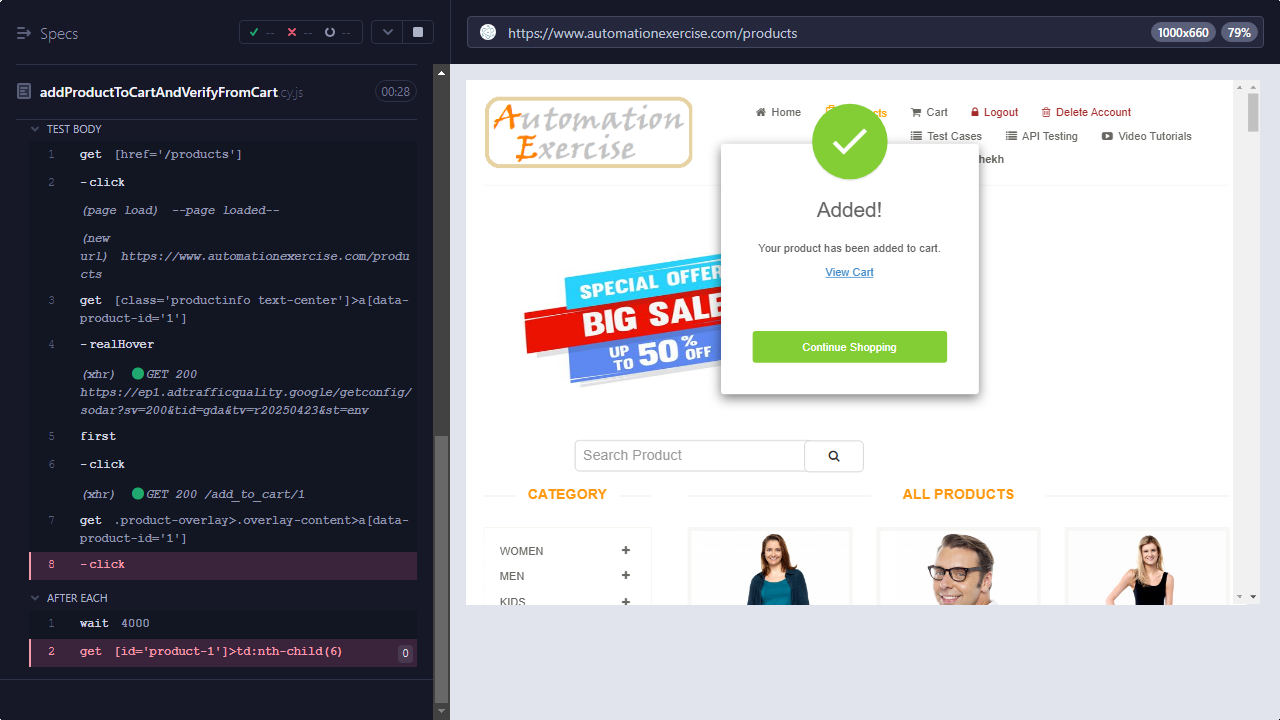 Specs
-- -- --
https://www.automationexercise.com/products
1000x660
79%
addProductToCartAndVerifyFromCart cy.js
00:28
TEST BODY
1 get [href='/products']
2 -click
(page load) --page loaded--
(new
url) https://www.automationexercise.com/produ
cts
3 get [class='productinfo text-center']>a[data-
product-id='1']
4 -realHover
(xhr) GET 200
https://ep1.adtrafficquality.google/getconfig/
sodar?sv=200&tid=gda&tv=r20250423&st=env
5 first
6 -click
(xhr) GET 200 /add_to_cart/1
7 get .product-overlay>.overlay-content>a[data-
product-id='1']
8 -click
AFTER EACH
1 wait 4000
2 get [id='product-1']>td:nth-child(6) 0
Automation
Exercise
Home
Cart
Logout
Delete Account
Test Cases
API Testing
Video Tutorials
Added!
Your product has been added to cart.
View Cart
Continue Shopping
SPECIAL OFFER
BIG SALE
UP TO 50% OFF
Search Product
CATEGORY
ALL PRODUCTS
WOMEN +
MEN +
KIDS +